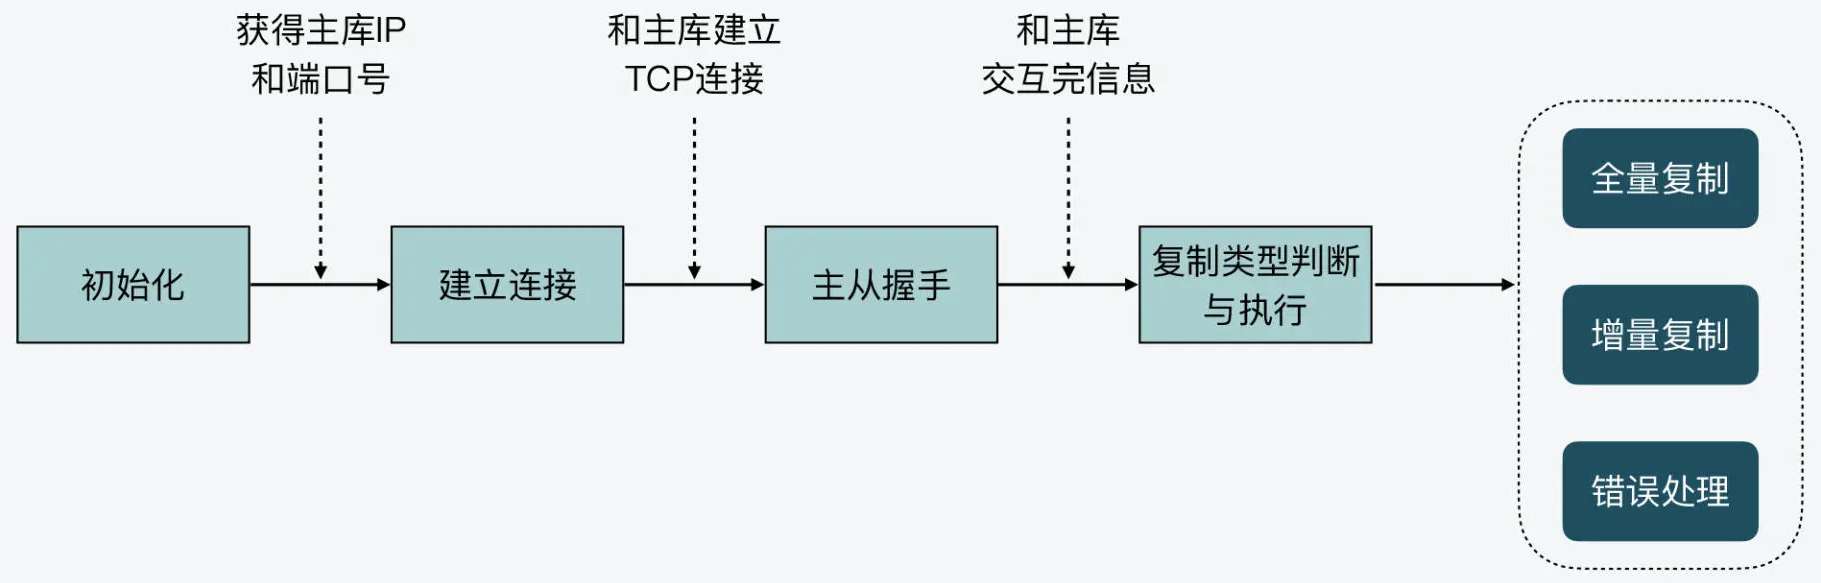 获得主库IP
和端口号
和主库建立
TCP连接
和主库
交互完信息
初始化
建立连接
主从握手
复制类型判断
与执行
全量复制
增量复制
错误处理